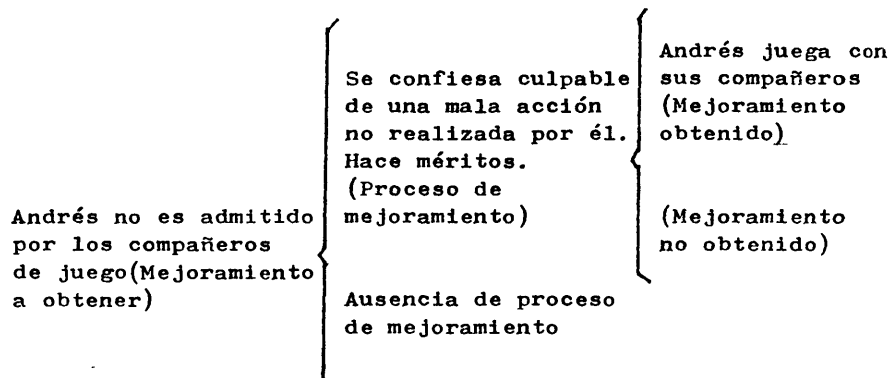 Andrés no es admitido
por los compañeros
de juego(Mejoramiento
a obtener)
Se confiesa culpable
de una mala acción
no realizada por él.
Hace méritos.
(Proceso de
mejoramiento)
Ausencia de proceso
de mejoramiento
Andrés juega con
sus compañeros
(Mejoramiento
obtenido)
(Mejoramiento
no obtenido)